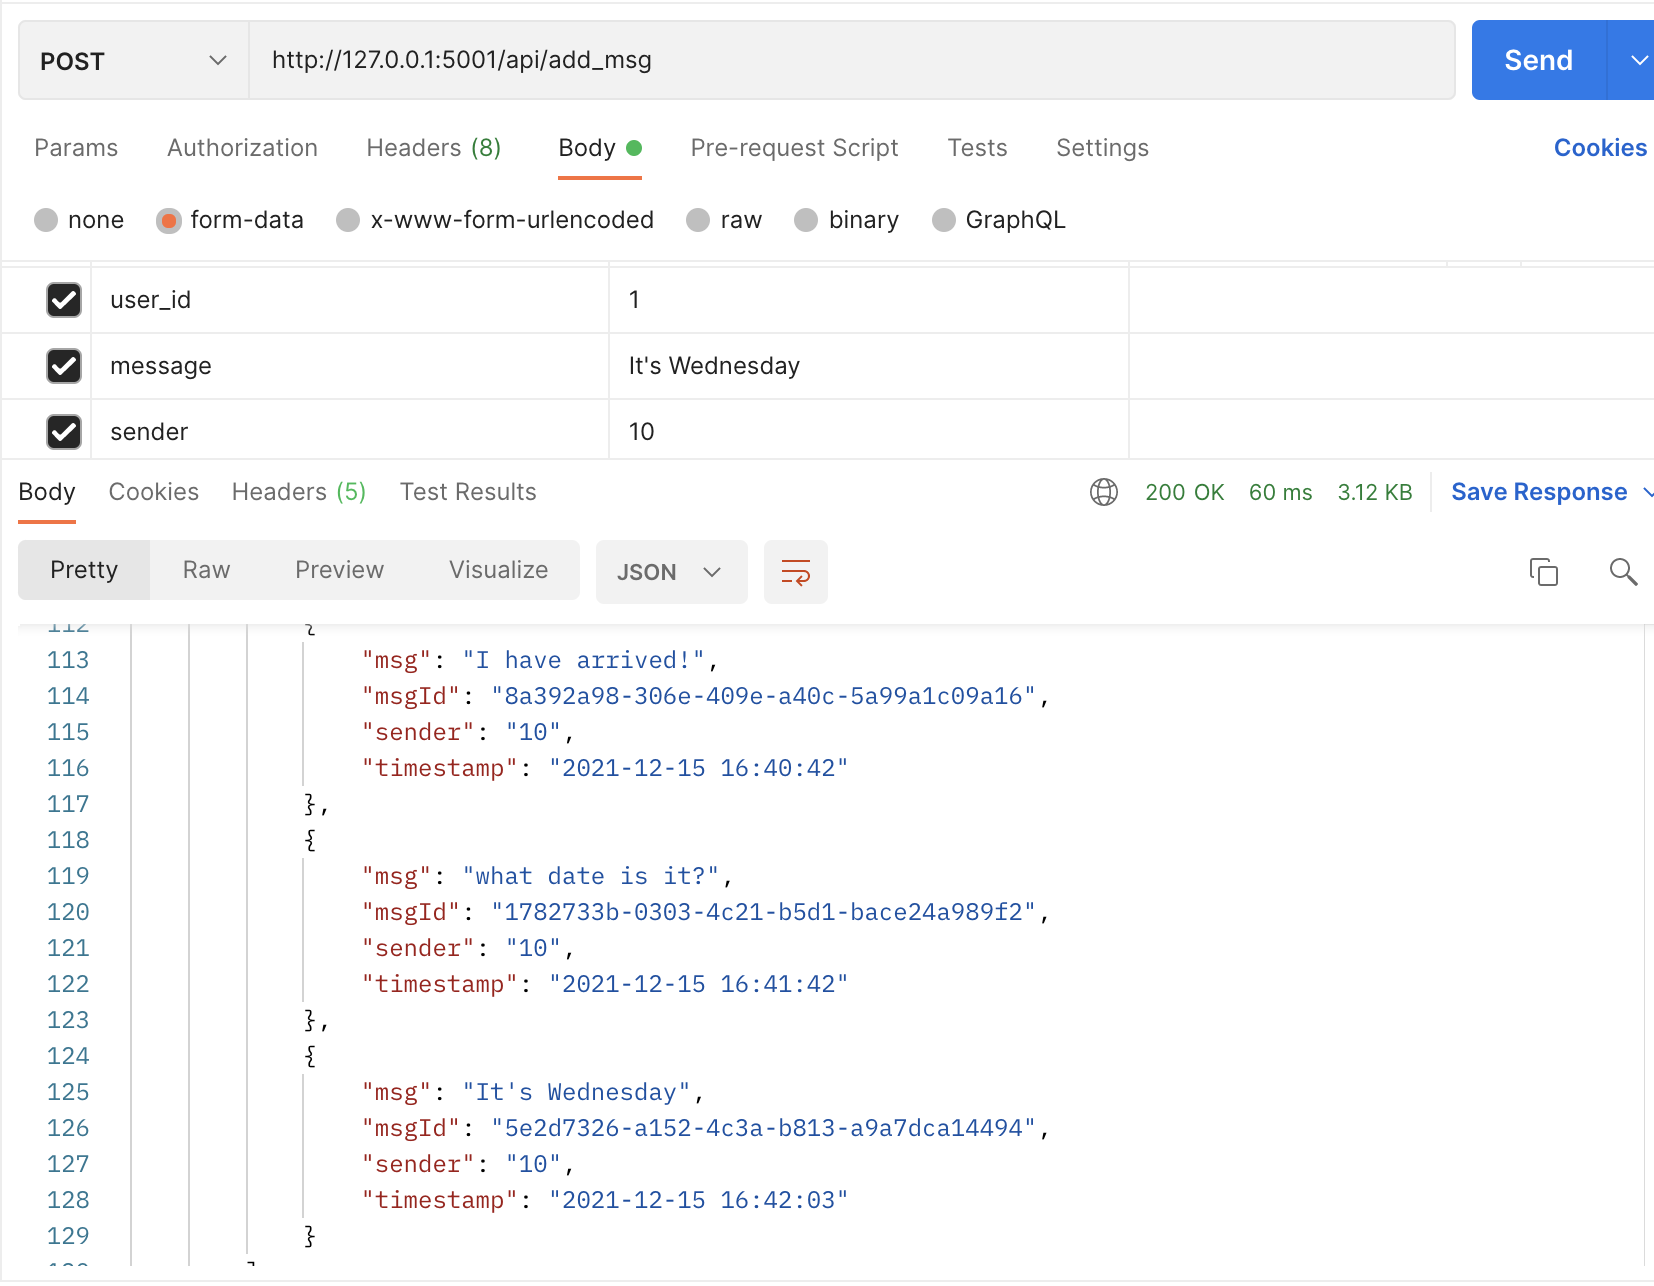 POST http://127.0.0.1:5001/api/add_msg Send
Params Authorization Headers (8) Body Pre-request Script Tests Settings Cookies
none form-data x-www-form-urlencoded raw binary GraphQL
user_id 1
message It's Wednesday
sender 10
Body Cookies Headers (5) Test Results 200 OK 60 ms 3.12 KB Save Response
Pretty Raw Preview Visualize JSON
112 {
113 "msg": "I have arrived!",
114 "msgId": "8a392a98-306e-409e-a40c-5a99a1c09a16",
115 "sender": "10",
116 "timestamp": "2021-12-15 16:40:42"
117 },
118 {
119 "msg": "what date is it?",
120 "msgId": "1782733b-0303-4c21-b5d1-bace24a989f2",
121 "sender": "10",
122 "timestamp": "2021-12-15 16:41:42"
123 },
124 {
125 "msg": "It's Wednesday",
126 "msgId": "5e2d7326-a152-4c3a-b813-a9a7dca14494",
127 "sender": "10",
128 "timestamp": "2021-12-15 16:42:03"
129 }